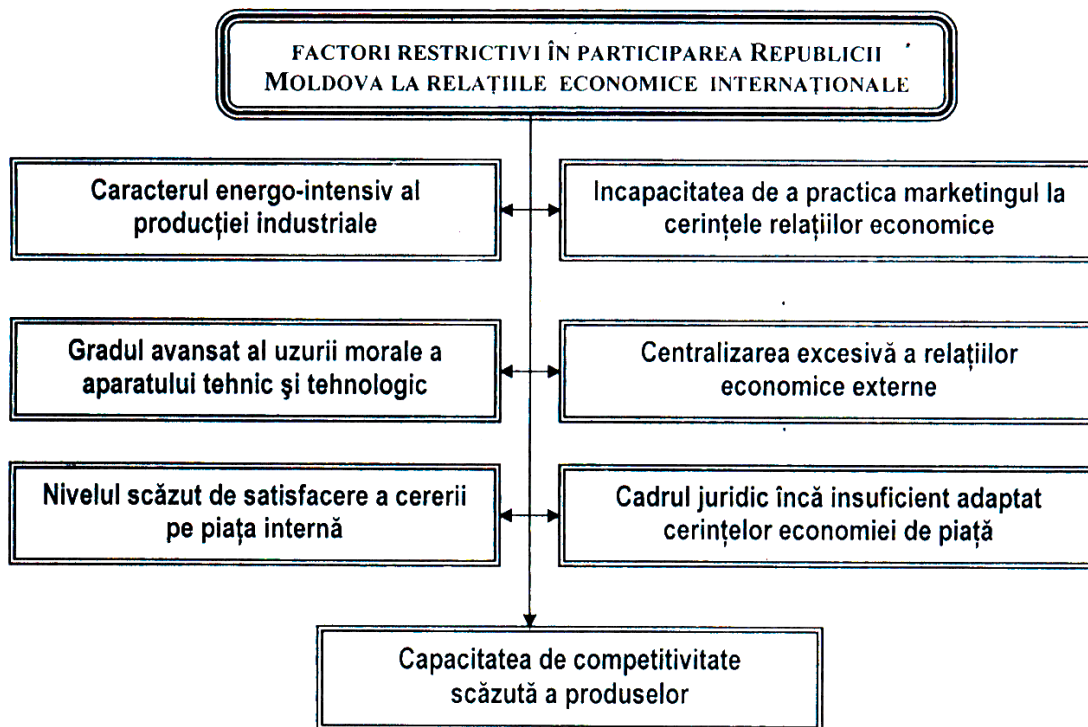 FACTORI RESTRICTIVI ÎN PARTICIPAREA REPUBLICII
MOLDOVA LA RELAȚIILE ECONOMICE INTERNAȚIONALE
Caracterul energo-intensiv al
producției industriale
Incapacitatea de a practica marketingul la
cerințele relațiilor economice
Gradul avansat al uzurii morale a
aparatului tehnic şi tehnologic
Centralizarea excesivă a relațiilor
economice externe
Nivelul scăzut de satisfacere a cererii
pe piața internă
Cadrul juridic încă insuficient adaptat
cerințelor economiei de piață
Capacitatea de competitivitate
scăzută a produselor